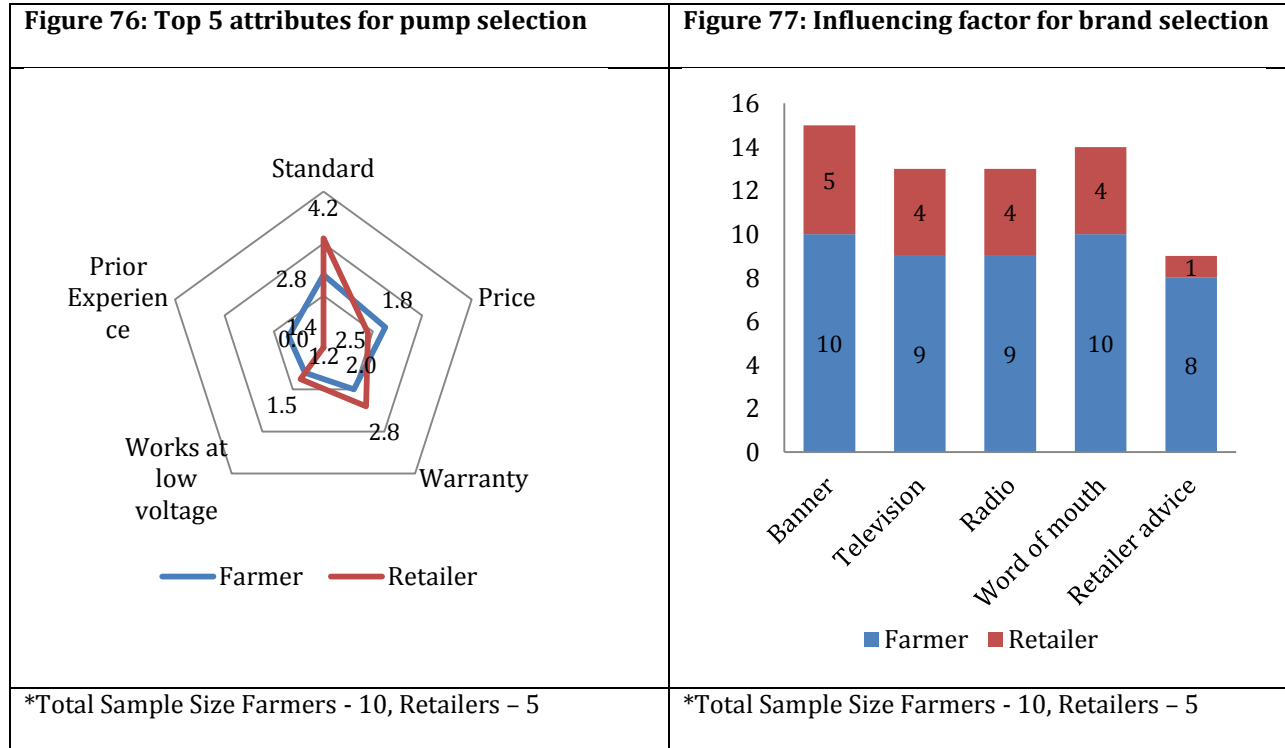 Figure 76: Top 5 attributes for pump selection
Standard
4.2
Prior
Experien
ce
2.8
1.8
Price
1.4
0.0
2.5
1.2
2.0
1.5
2.8
Works at
low
voltage
Warranty
Farmer Retailer
*Total Sample Size Farmers - 10, Retailers – 5
Figure 77: Influencing factor for brand selection
16
14
12
10
8
6
4
2
0
5
4
4
4
1
10
9
9
10
8
Banner
Television
Radio
Word of mouth
Retailer advice
Farmer Retailer
*Total Sample Size Farmers - 10, Retailers – 5